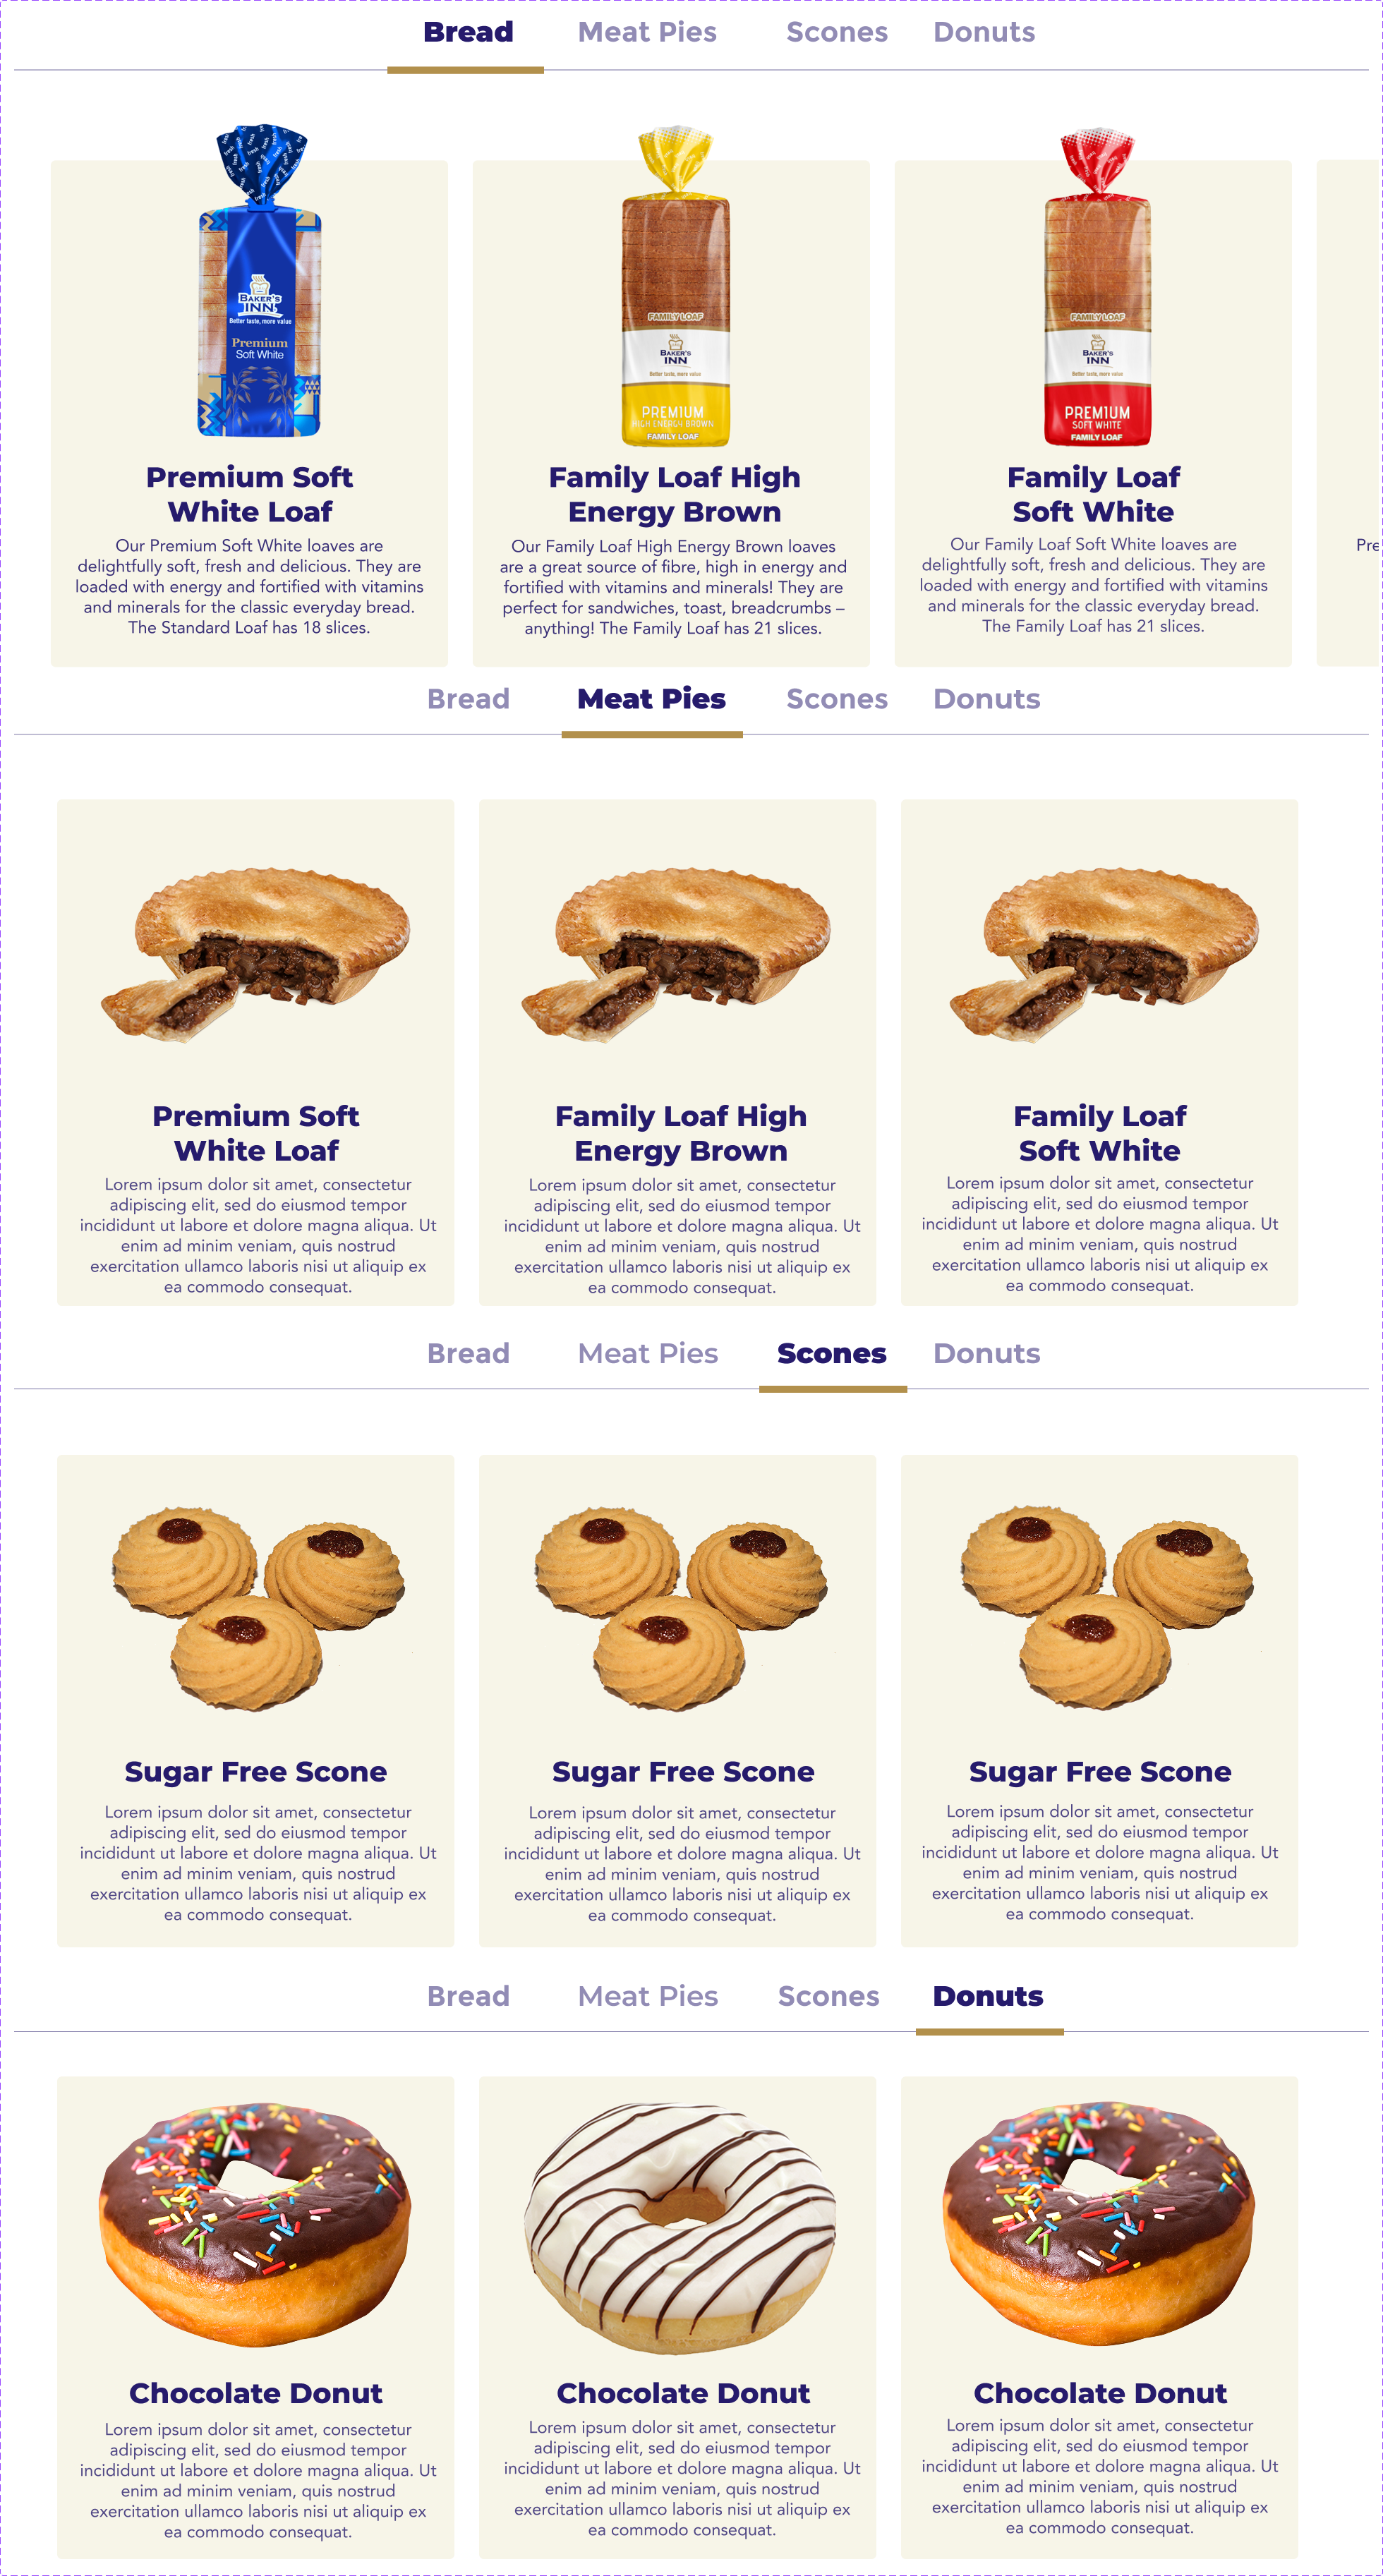 Bread Meat Pies Scones Donuts
BAKER'S
INN
Better taste, more value
Premium
Soft White
FAMILY LOAF
BAKER'S
INN
Better taste, more value
PREMIUM
HIGH ENERGY BROWN
FAMILY LOAF
FAMILY LOAF
BAKER'S
INN
Better taste, more value
PREMIUM
SOFT WHITE
FAMILY LOAF
Premium Soft
White Loaf
Our Premium Soft White loaves are
delightfully soft, fresh and delicious. They are
loaded with energy and fortified with vitamins
and minerals for the classic everyday bread.
The Standard Loaf has 18 slices.
Family Loaf High
Energy Brown
Our Family Loaf High Energy Brown loaves
are a great source of fibre, high in energy and
fortified with vitamins and minerals! They are
perfect for sandwiches, toast, breadcrumbs –
anything! The Family Loaf has 21 slices.
Family Loaf
Soft White
Our Family Loaf Soft White loaves are
delightfully soft, fresh and delicious. They are
loaded with energy and fortified with vitamins
and minerals for the classic everyday bread.
The Family Loaf has 21 slices.
Pre
Bread Meat Pies Scones Donuts
Premium Soft
White Loaf
Lorem ipsum dolor sit amet, consectetur
adipiscing elit, sed do eiusmod tempor
incididunt ut labore et dolore magna aliqua. Ut
enim ad minim veniam, quis nostrud
exercitation ullamco laboris nisi ut aliquip ex
ea commodo consequat.
Family Loaf High
Energy Brown
Lorem ipsum dolor sit amet, consectetur
adipiscing elit, sed do eiusmod tempor
incididunt ut labore et dolore magna aliqua. Ut
enim ad minim veniam, quis nostrud
exercitation ullamco laboris nisi ut aliquip ex
ea commodo consequat.
Family Loaf
Soft White
Lorem ipsum dolor sit amet, consectetur
adipiscing elit, sed do eiusmod tempor
incididunt ut labore et dolore magna aliqua. Ut
enim ad minim veniam, quis nostrud
exercitation ullamco laboris nisi ut aliquip ex
ea commodo consequat.
Bread Meat Pies Scones Donuts
Sugar Free Scone
Lorem ipsum dolor sit amet, consectetur
adipiscing elit, sed do eiusmod tempor
incididunt ut labore et dolore magna aliqua. Ut
enim ad minim veniam, quis nostrud
exercitation ullamco laboris nisi ut aliquip ex
ea commodo consequat.
Sugar Free Scone
Lorem ipsum dolor sit amet, consectetur
adipiscing elit, sed do eiusmod tempor
incididunt ut labore et dolore magna aliqua. Ut
enim ad minim veniam, quis nostrud
exercitation ullamco laboris nisi ut aliquip ex
ea commodo consequat.
Sugar Free Scone
Lorem ipsum dolor sit amet, consectetur
adipiscing elit, sed do eiusmod tempor
incididunt ut labore et dolore magna aliqua. Ut
enim ad minim veniam, quis nostrud
exercitation ullamco laboris nisi ut aliquip ex
ea commodo consequat.
Bread Meat Pies Scones Donuts
Chocolate Donut
Lorem ipsum dolor sit amet, consectetur
adipiscing elit, sed do eiusmod tempor
incididunt ut labore et dolore magna aliqua. Ut
enim ad minim veniam, quis nostrud
exercitation ullamco laboris nisi ut aliquip ex
ea commodo consequat.
Chocolate Donut
Lorem ipsum dolor sit amet, consectetur
adipiscing elit, sed do eiusmod tempor
incididunt ut labore et dolore magna aliqua. Ut
enim ad minim veniam, quis nostrud
exercitation ullamco laboris nisi ut aliquip ex
ea commodo consequat.
Chocolate Donut
Lorem ipsum dolor sit amet, consectetur
adipiscing elit, sed do eiusmod tempor
incididunt ut labore et dolore magna aliqua. Ut
enim ad minim veniam, quis nostrud
exercitation ullamco laboris nisi ut aliquip ex
ea commodo consequat.